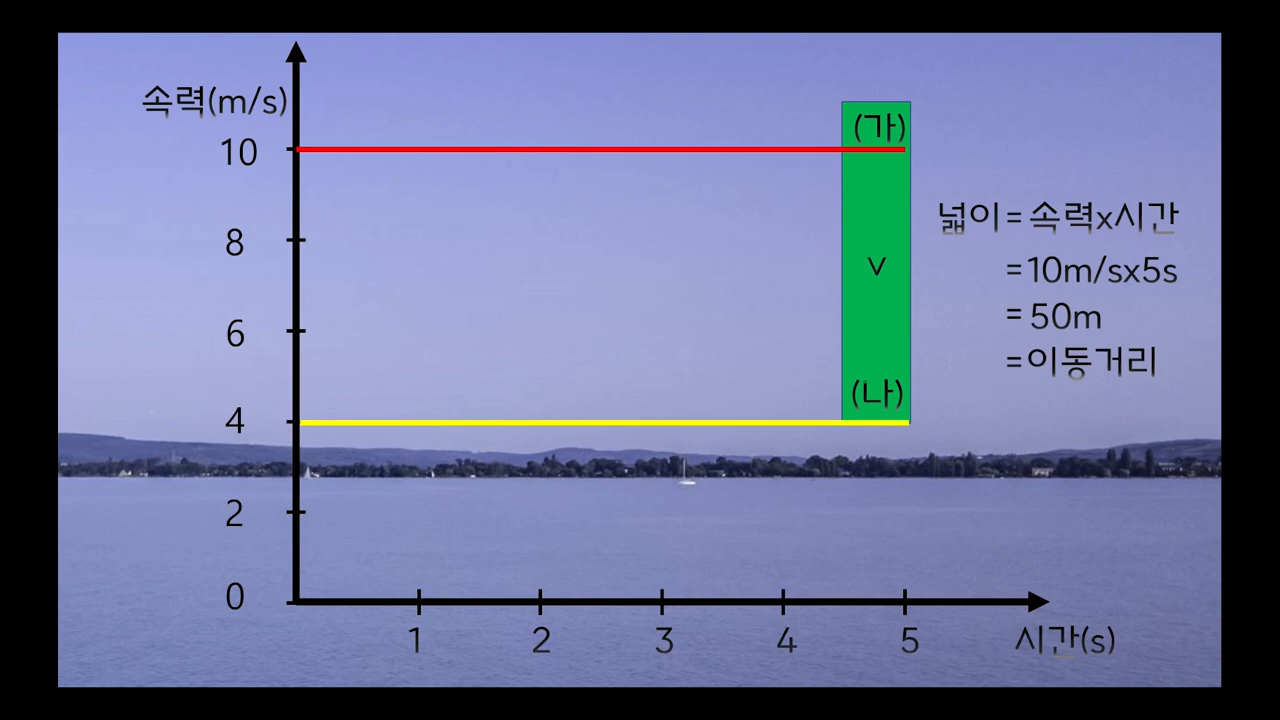 속력(m/s)
10
8
6
4
2
0
1 2 3 4 5
시간(s)
(가)
V
(나)
넓이 = 속력x시간
=10m/sx5s
= 50m
=이동거리